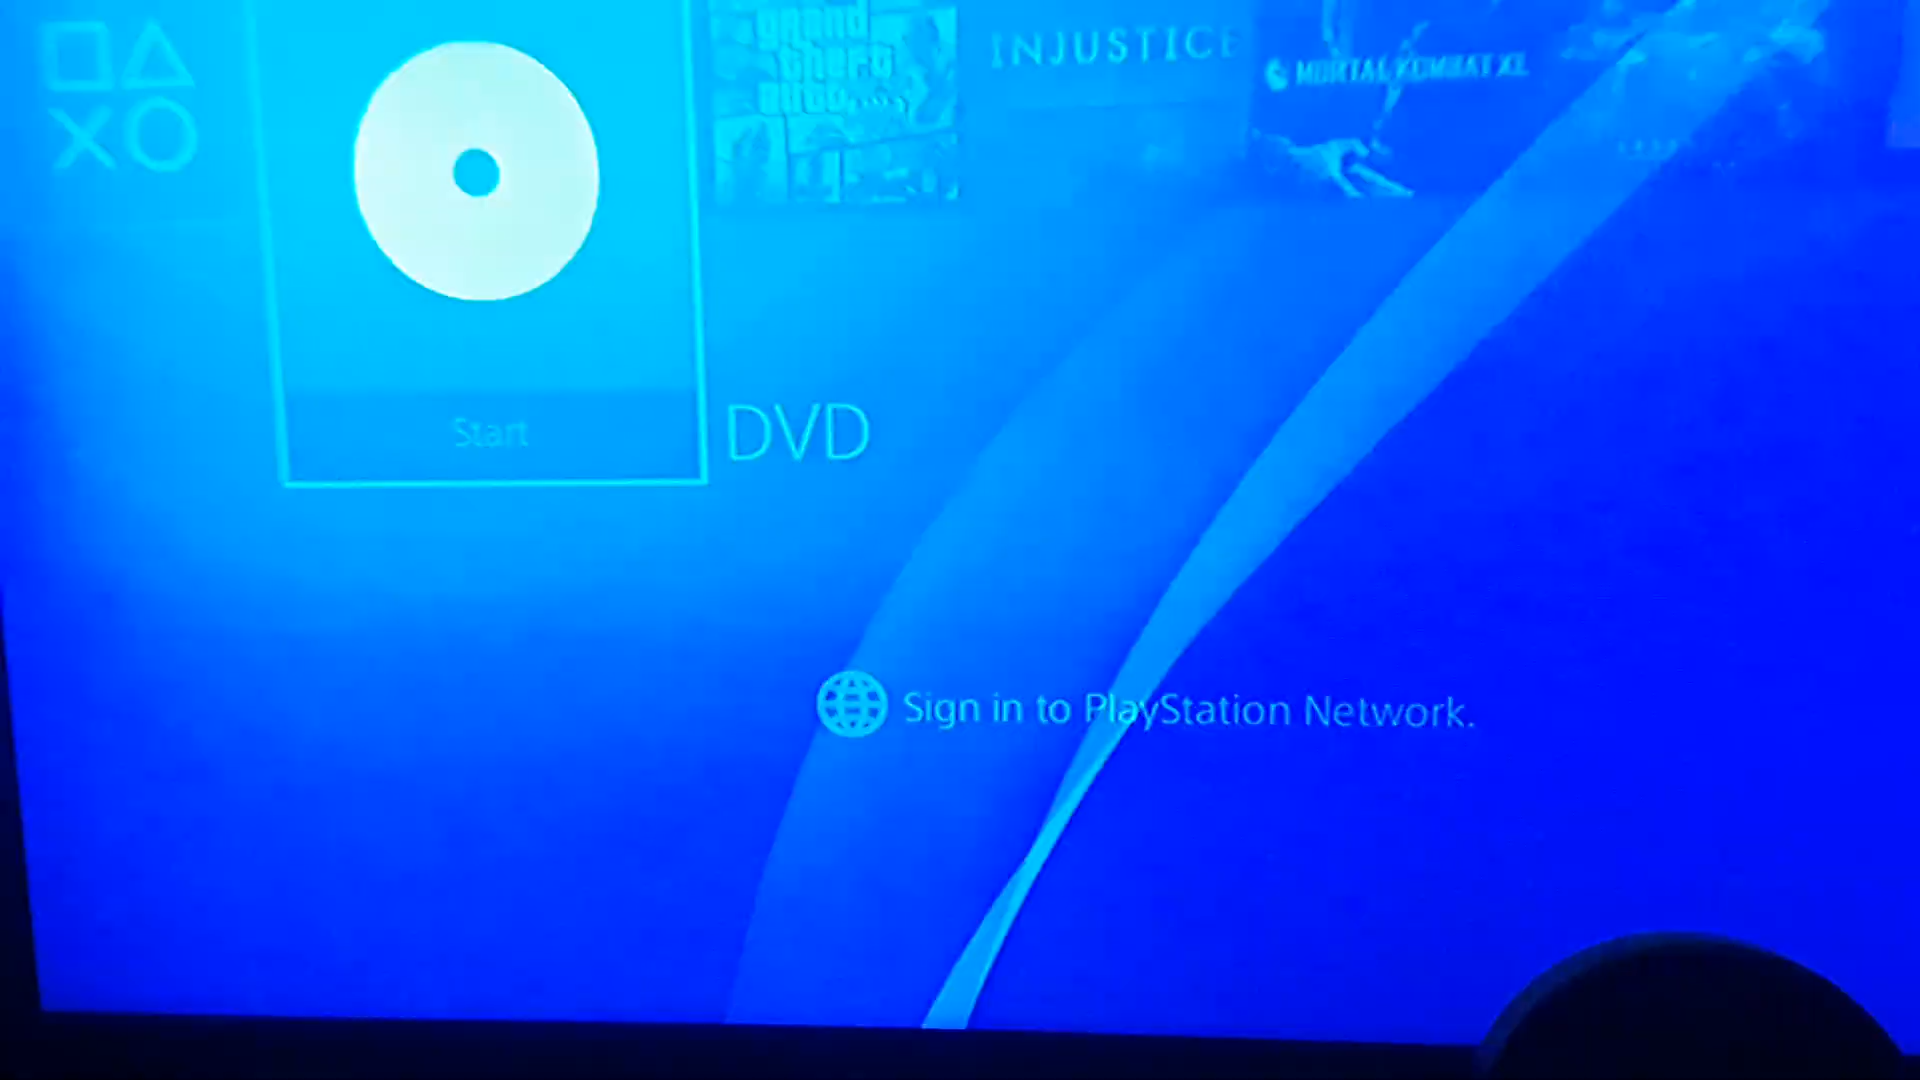 grand
theft
auto
INJUSTICE
MORTAL KOMBAT XL
Start
DVD
Sign in to PlayStation Network.